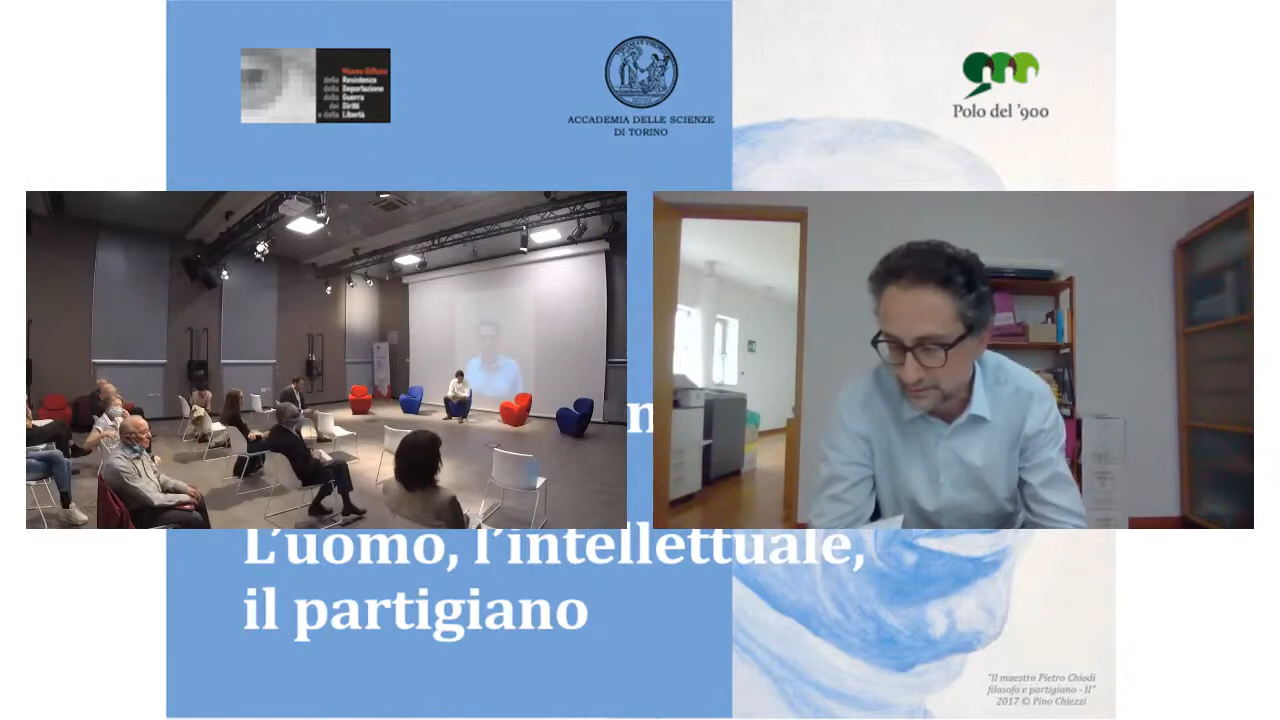 Museo Diffuso
della Resistenza
della Deportazione
della Guerra
dei Diritti
e della Libertà
ACCADEMIA DELLE SCIENZE
DI TORINO
Polo del '900
L'uomo, l'intellettuale,
il partigiano
"Il maestro Pietro Chiodi
filosofo e partigiano - II"
2017 © Pino Chiezzi